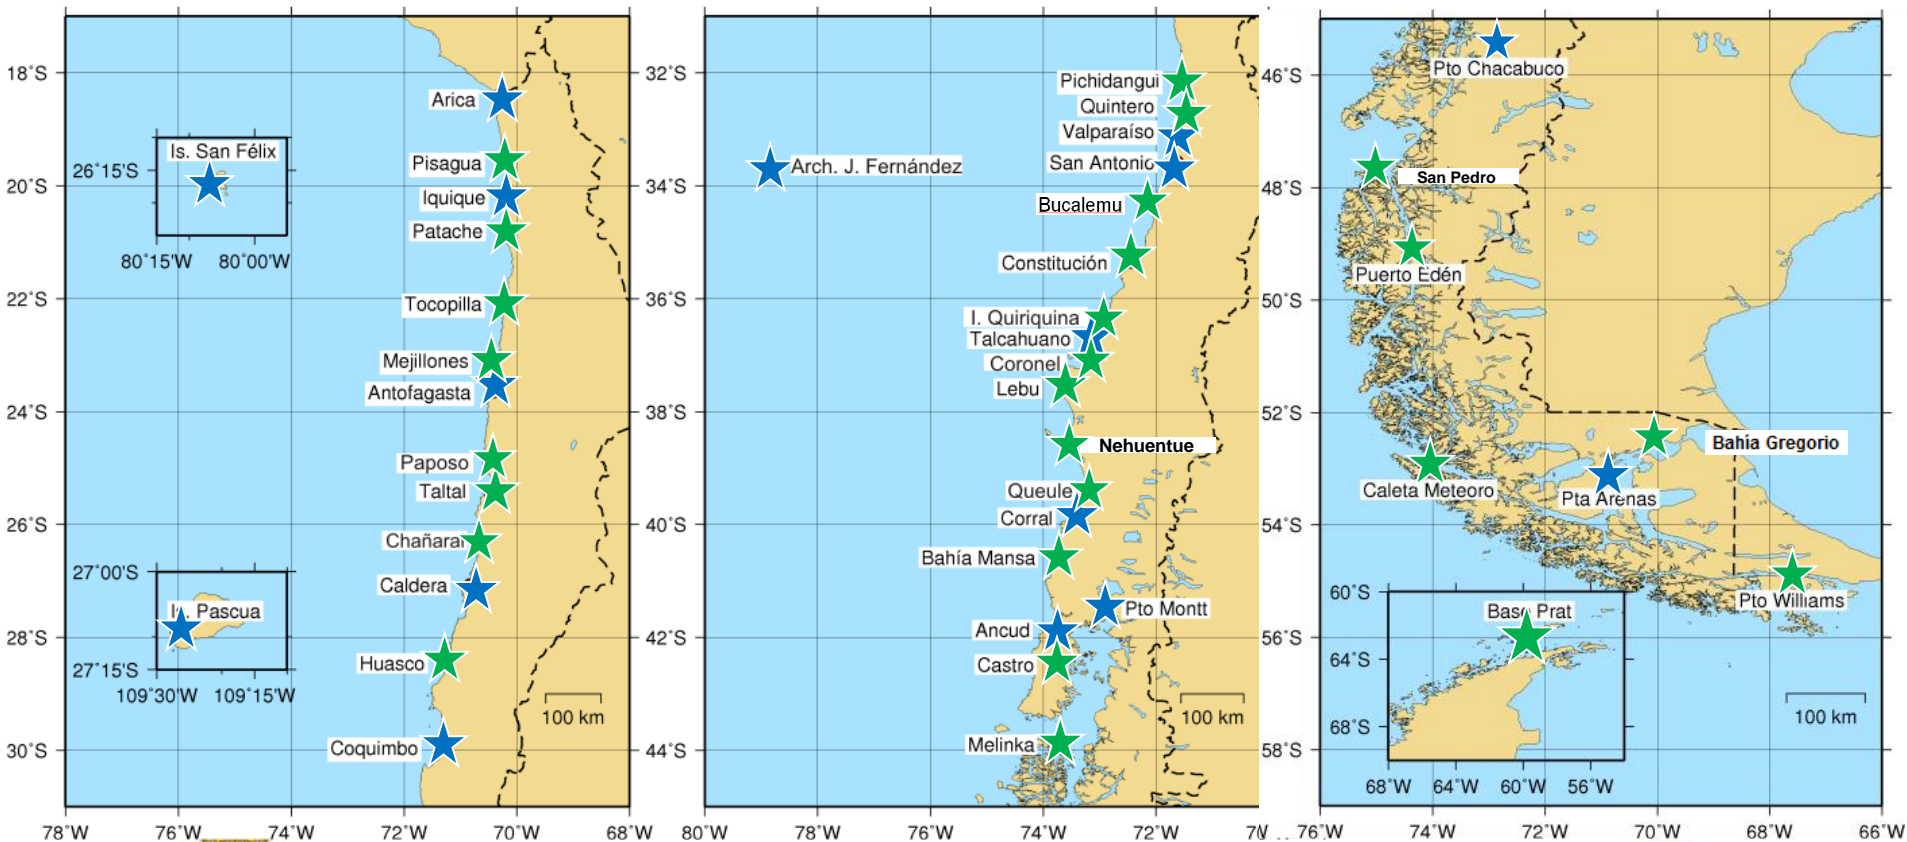 18°S
20°S
22°S
24°S
26°S
28°S
30°S
78°W
76°W
74°W
72°W
70°W
68°W
Arica
Pisagua
Iquique
Patache
Tocopilla
Mejillones
Antofagasta
Paposo
Taltal
Chañaral
Caldera
Huasco
Coquimbo
100 km
Is. San Félix
26°15'S
80°15'W
80°00'W
27°00'S
Is. Pascua
27°15'S
109°30'W
109°15'W
32°S
34°S
36°S
38°S
40°S
42°S
44°S
80°W
78°W
76°W
74°W
72°W
Pichidangui
Quintero
Valparaíso
San Antonio
Arch. J. Fernández
Bucalemu
Constitución
I. Quiriquina
Talcahuano
Coronel
Lebu
Nehuentue
Queule
Corral
Bahía Mansa
Pto Montt
Ancud
Castro
Melinka
100 km
46°S
48°S
50°S
52°S
54°S
56°S
58°S
76°W
74°W
72°W
70°W
68°W
66°W
Pto Chacabuco
San Pedro
Puerto Edén
Bahía Gregorio
Caleta Meteoro
Pta Arenas
Pto Williams
100 km
60°S
Base Prat
64°S
68°S
68°W
64°W
60°W
56°W